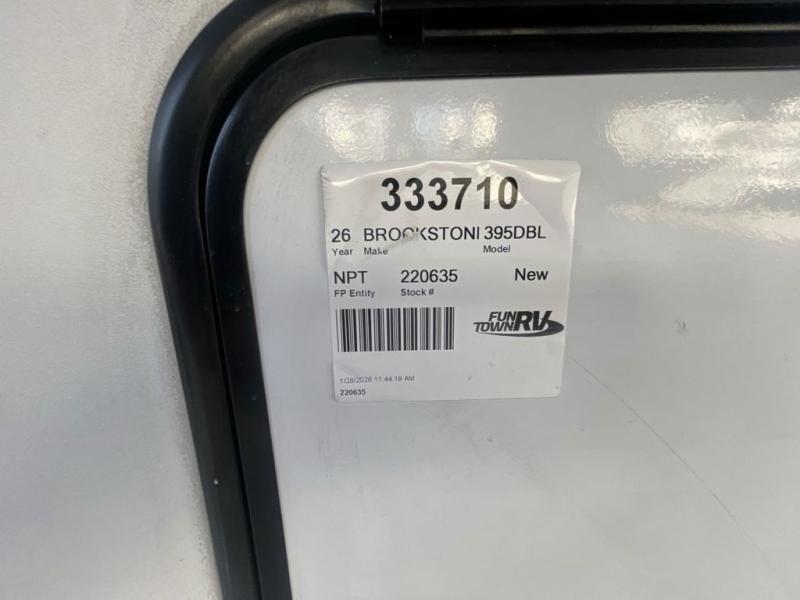 333710
26 BROOKSTONI 395DBL
Year Make Model
NPT 220635 New
FP Entity Stock #
FUN TOWN RV
1/28/2026 11:44:19 AM
220635